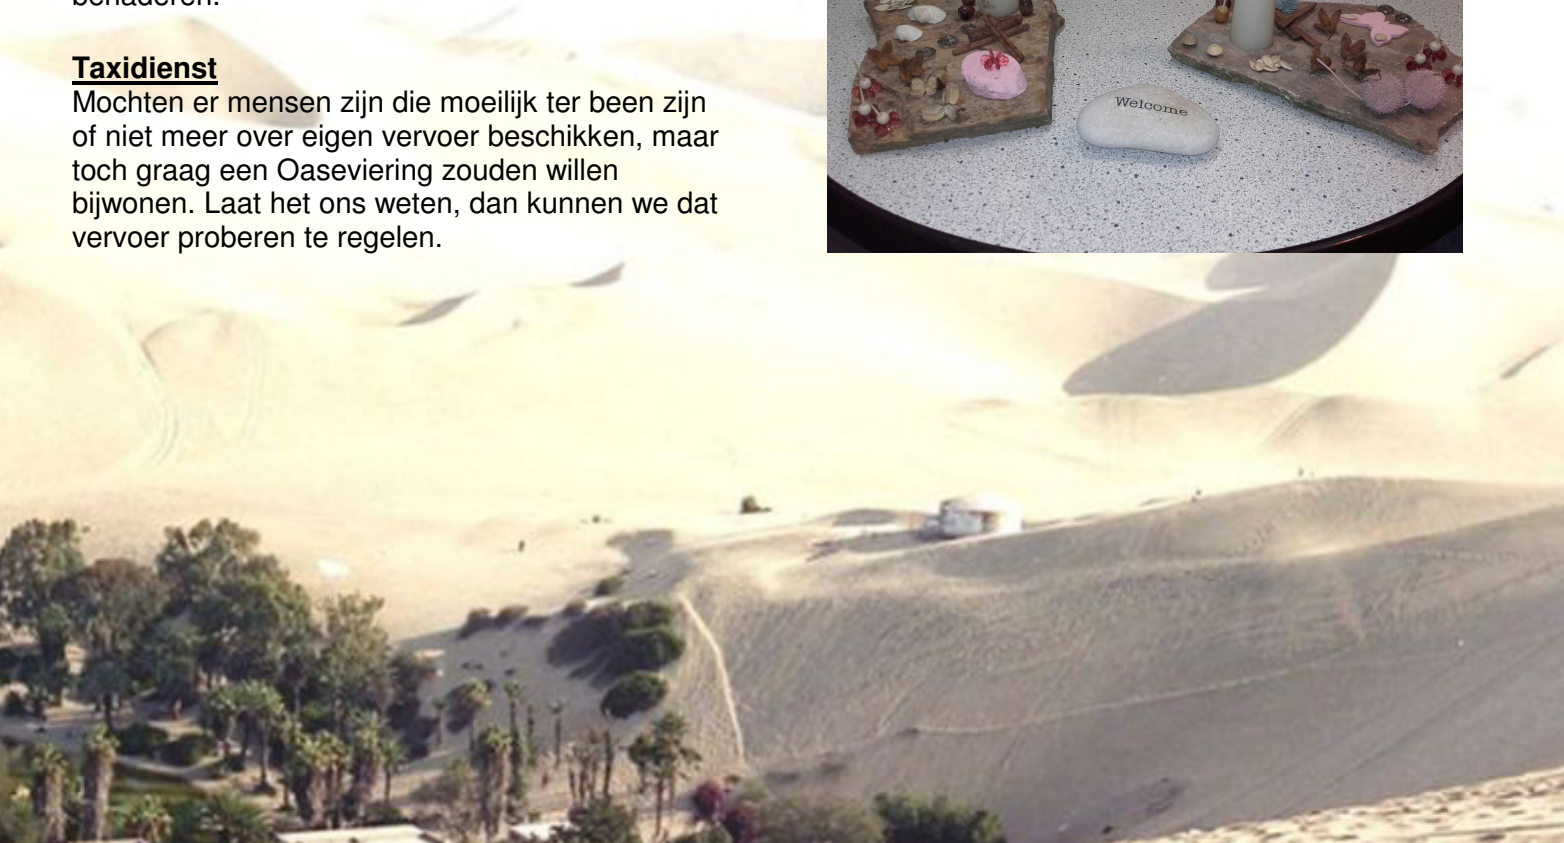 Taxidienst
Mochten er mensen zijn die moeilijk ter been zijn
of niet meer over eigen vervoer beschikken, maar
toch graag een Oaseviering zouden willen
bijwonen. Laat het ons weten, dan kunnen we dat
vervoer proberen te regelen.
Welcome